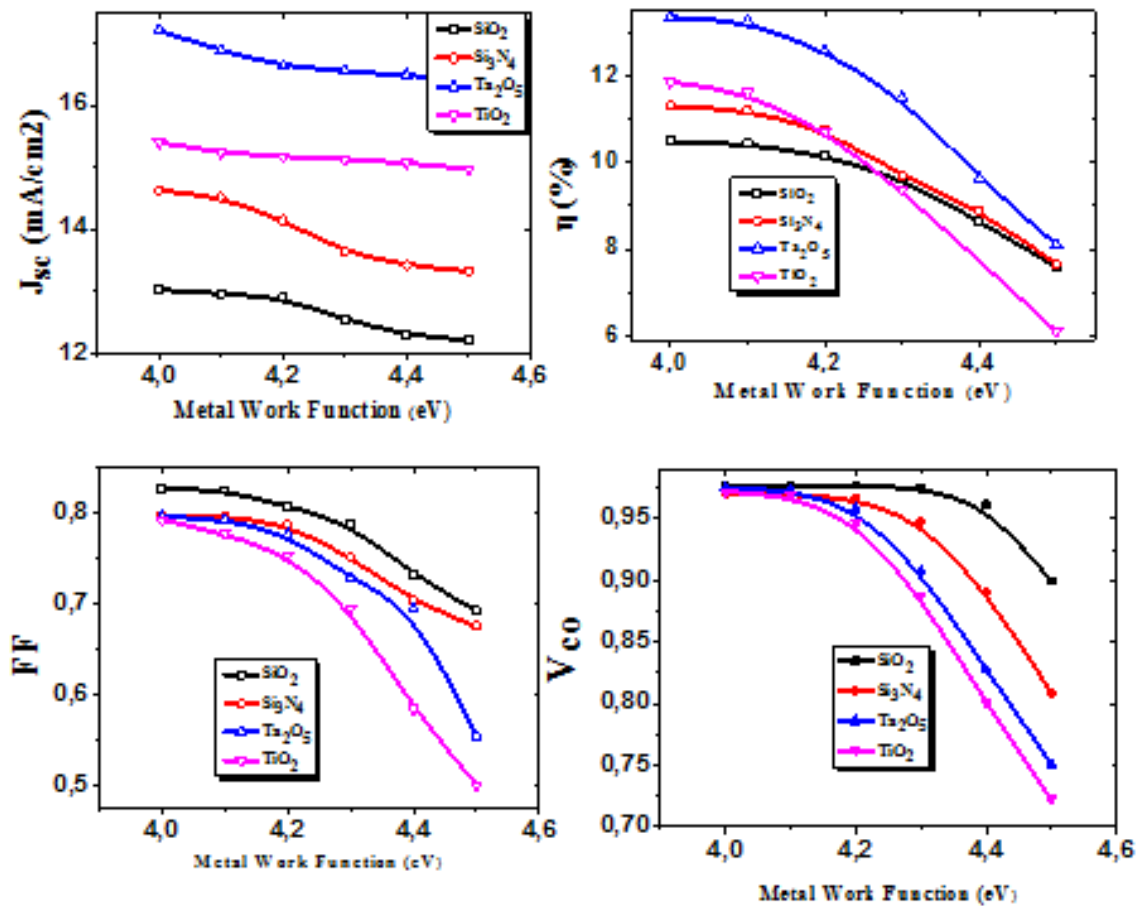 SiO2
Si3N4
Ta2O5
TiO2
16
14
12
Jsc (mA/cm2)
4,0 4,2 4,4 4,6
Metal Work Function (eV)
12
10
8
6
η (%)
SiO2
Si3N4
Ta2O5
TiO2
4,0 4,2 4,4
Metal Work Function (eV)
0,8
0,7
0,6
0,5
FF
SiO2
Si3N4
Ta2O5
TiO2
4,0 4,2 4,4 4,6
Metal Work Function (eV)
0,95
0,90
0,85
0,80
0,75
0,70
Vco
SiO2
Si3N4
Ta2O5
TiO2
4,0 4,2 4,4 4,6
Metal Work Function (eV)